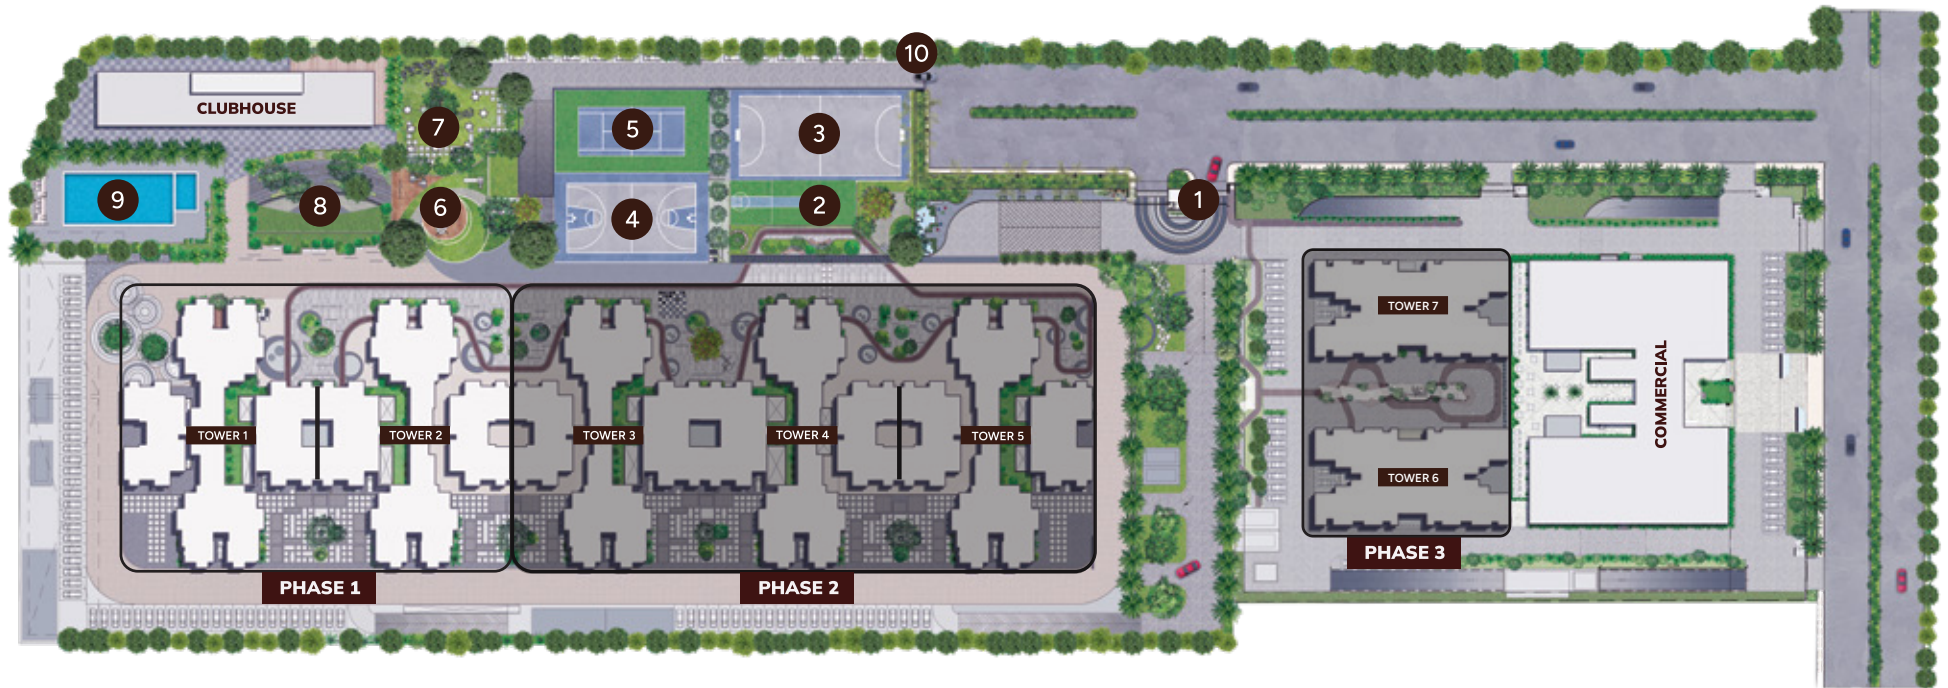 10
CLUBHOUSE
7
5
3
9
8
6
4
2
1
TOWER 7
COMMERCIAL
TOWER 1
TOWER 2
TOWER 3
TOWER 4
TOWER 5
TOWER 6
PHASE 3
PHASE 1
PHASE 2